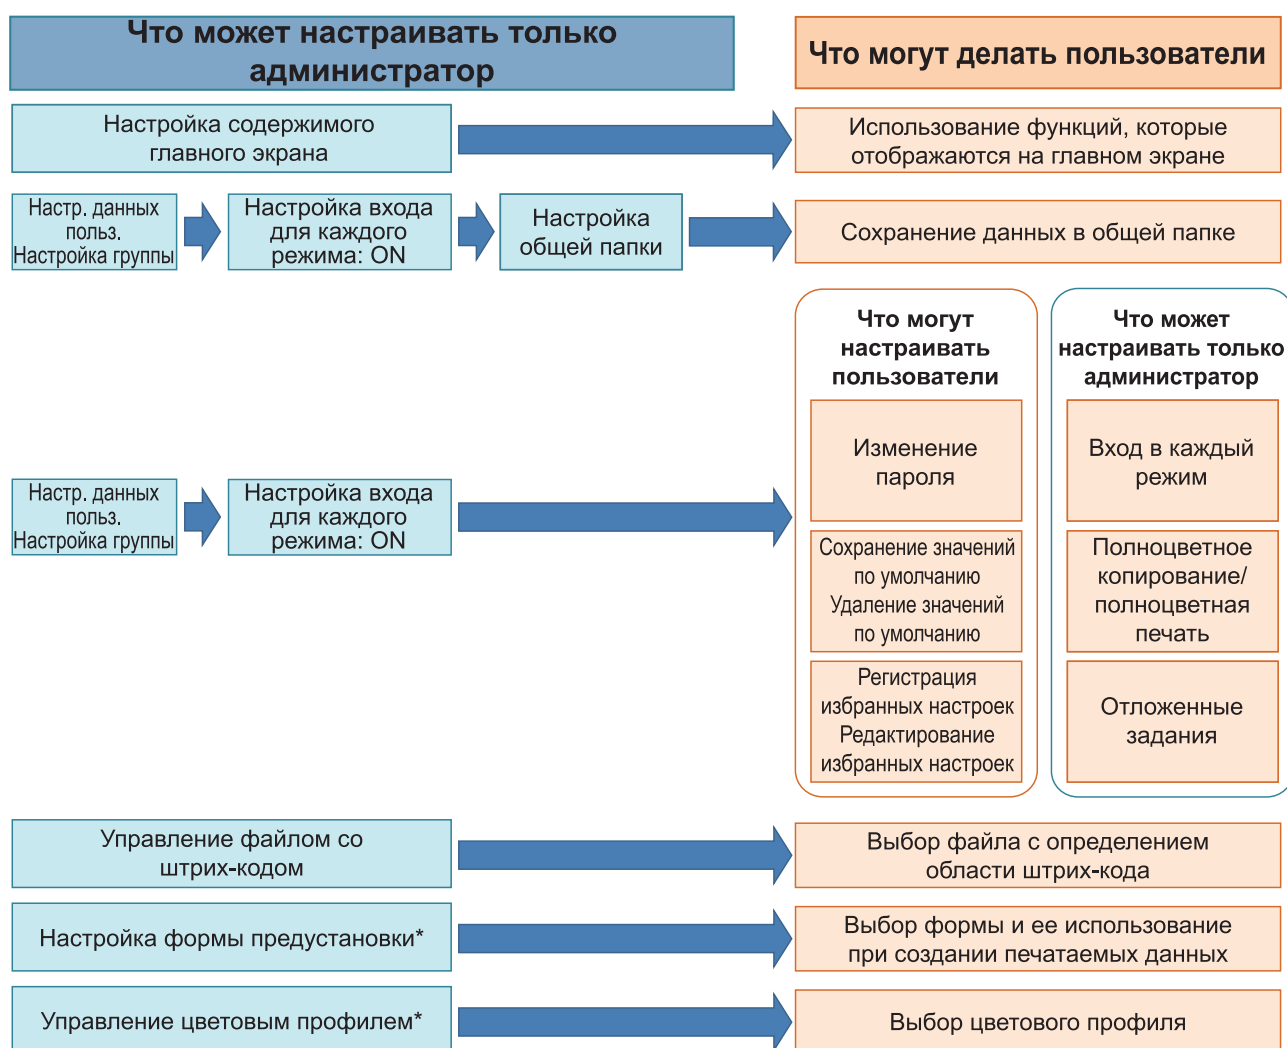 Что может настраивать только
администратор
Что могут делать пользователи
Настройка содержимого
главного экрана
Использование функций, которые
отображаются на главном экране
Настр. данных
польз.
Настройка группы
Настройка входа
для каждого
режима: ON
Настройка
общей папки
Сохранение данных в общей папке
Что могут
настраивать
пользователи
Что может
настраивать только
администратор
Настр. данных
польз.
Настройка группы
Настройка входа
для каждого
режима: ON
Изменение
пароля
Вход в каждый
режим
Сохранение значений
по умолчанию
Удаление значений
по умолчанию
Полноцветное
копирование/
полноцветная
печать
Регистрация
избранных настроек
Редактирование
избранных настроек
Отложенные
задания
Управление файлом со
штрих-кодом
Выбор файла с определением
области штрих-кода
Настройка формы предустановки*
Выбор формы и ее использование
при создании печатаемых данных
Управление цветовым профилем*
Выбор цветового профиля